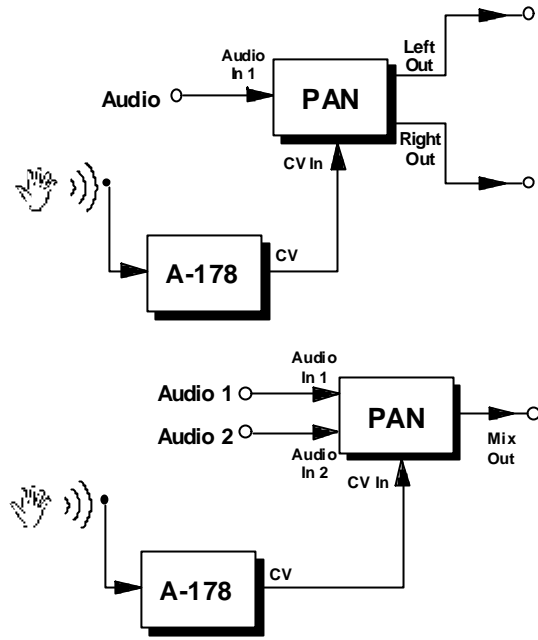 Left
Out
Audio
In 1
Audio
PAN
Right
Out
CV In
CV
A-178
Audio
In 1
Audio 1
PAN
Audio 2
Mix
Out
Audio
In 2
CV In
CV
A-178